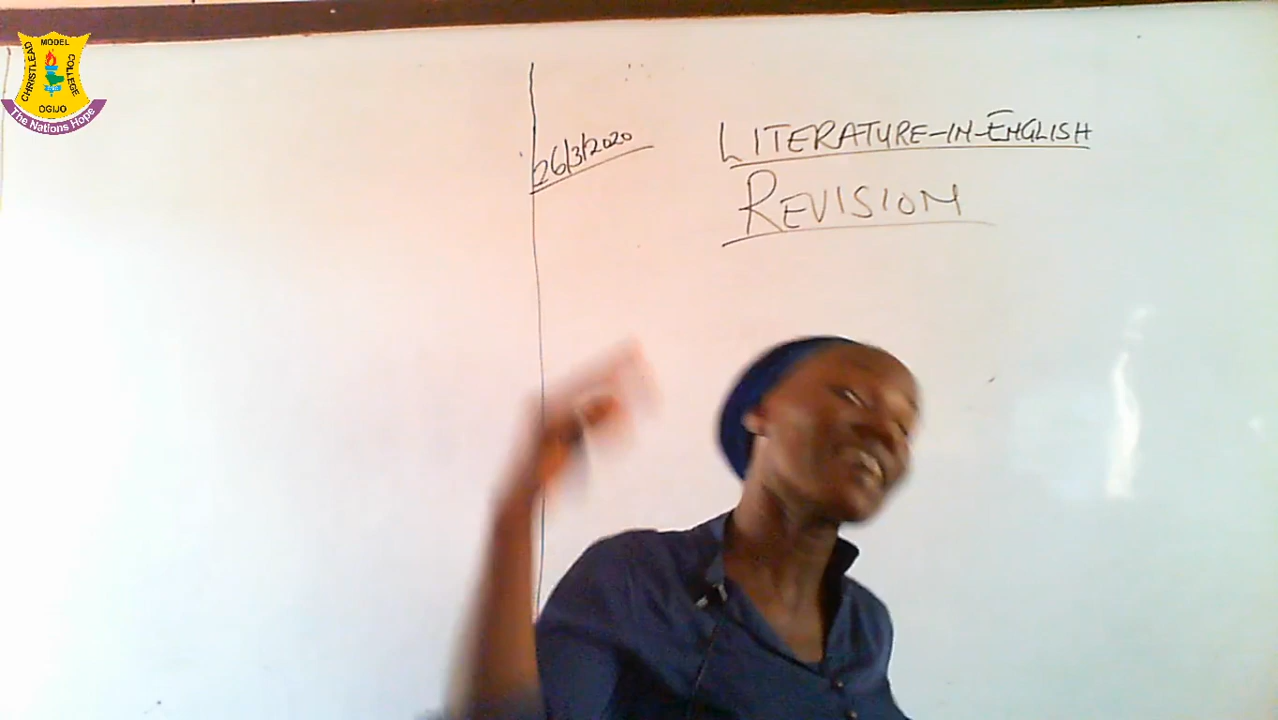 MODEL
CHRISTLEAD
COLLEGE
OGIJO
The Nations Hope
26/3/2020
LITERATURE-IN-ENGLISH
REVISION